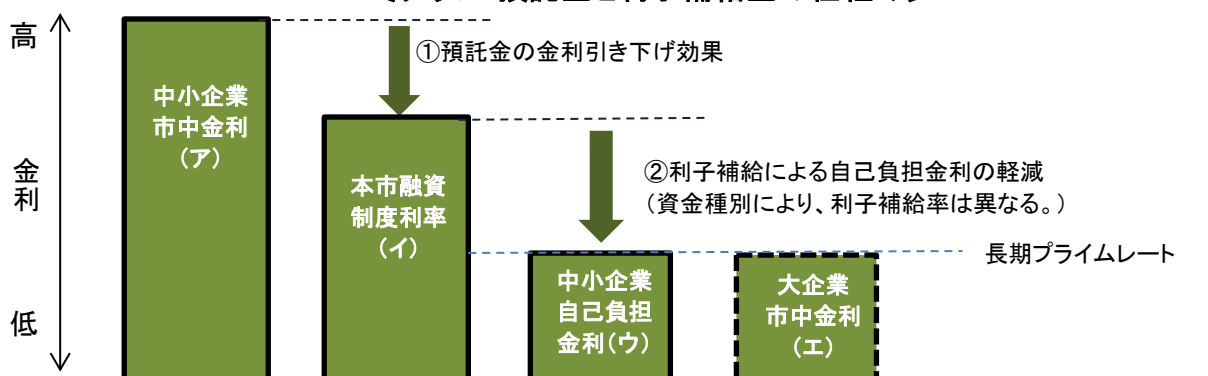 高
①預託金の金利引き下げ効果
中小企業
市中金利
(ア)
金
利
本市融資
制度利率
(イ)
②利子補給による自己負担金利の軽減
(資金種別により、利子補給率は異なる。)
長期プライムレート
中小企業
自己負担
金利(ウ)
大企業
市中金利
(エ)
低